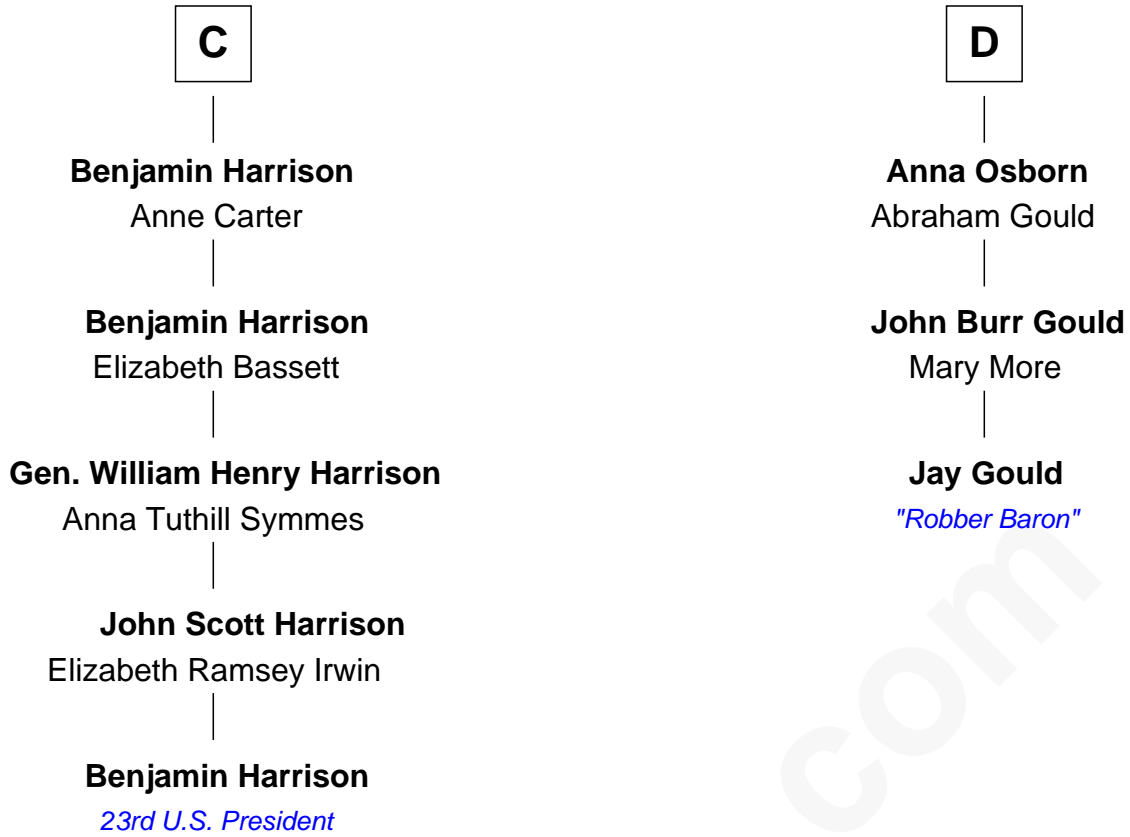 C
Benjamin Harrison
Anne Carter
Benjamin Harrison
Elizabeth Bassett
Gen. William Henry Harrison
Anna Tuthill Symmes
John Scott Harrison
Elizabeth Ramsey Irwin
Benjamin Harrison
23rd U.S. President
D
Anna Osborn
Abraham Gould
John Burr Gould
Mary More
Jay Gould
"Robber Baron"
com